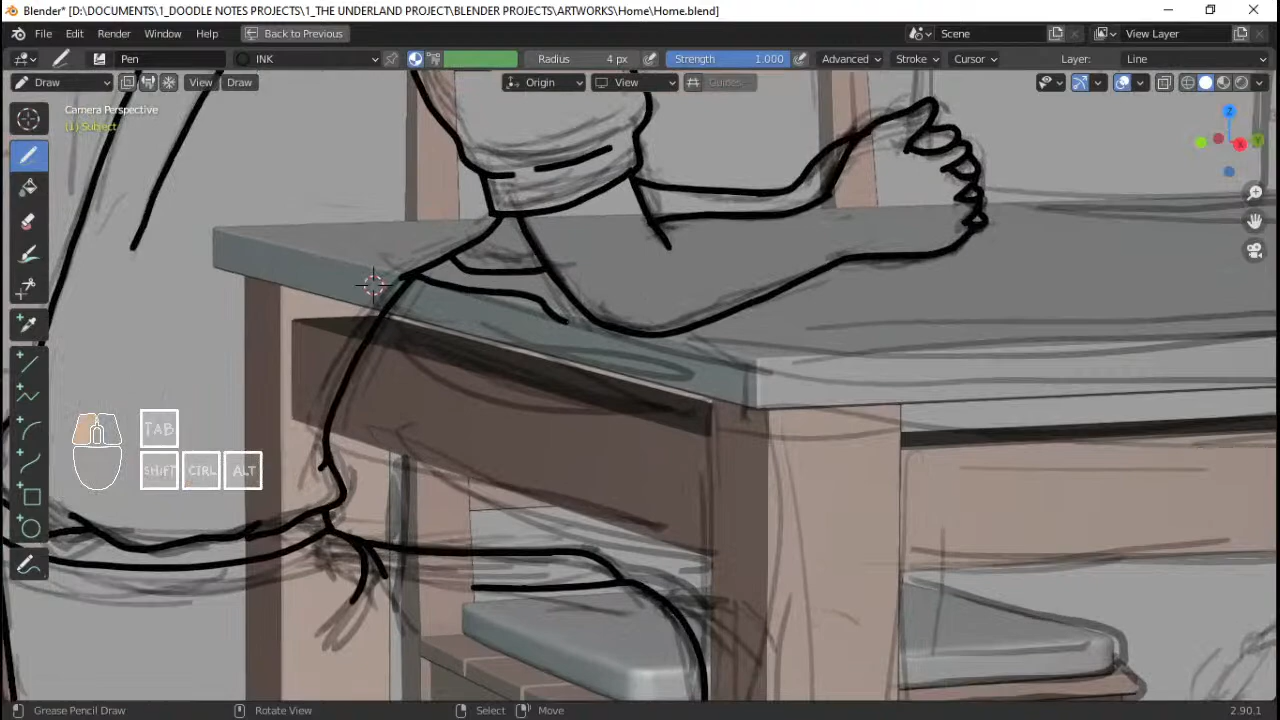 Blender* [D:\DOCUMENTS\1_DOODLE NOTES PROJECTS\1_THE UNDERLAND PROJECT\BLENDER PROJECTS\ARTWORKS\Home\Home.blend]
File Edit Render Window Help Back to Previous Scene View Layer
Pen INK Radius 4 px Strength 1.000 Advanced Stroke Cursor Layer: Line
Draw View Draw Origin View Guides
Camera Perspective
(1) Subject
Z
X
Y
TAB
SHIFT CTRL ALT
Grease Pencil Draw Rotate View Select Move 2.90.1